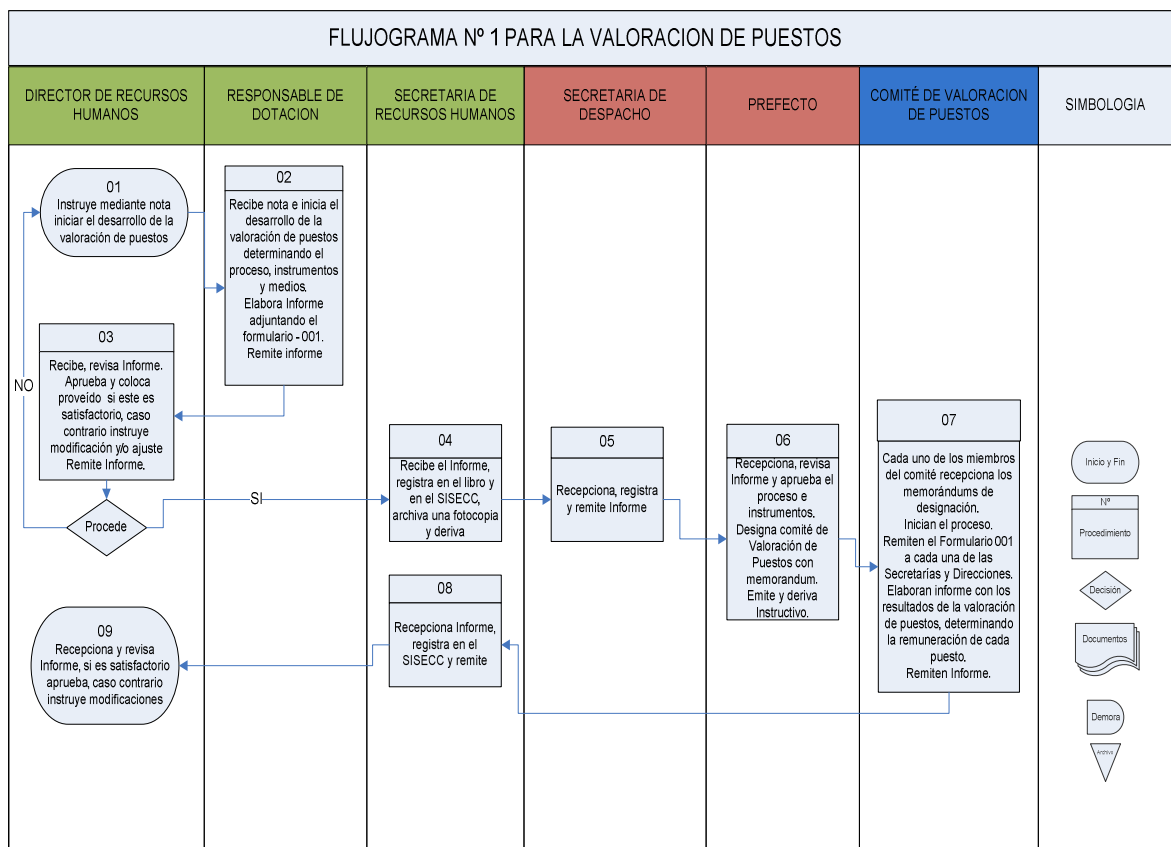 FLUJOGRAMA Nº 1 PARA LA VALORACION DE PUESTOS
DIRECTOR DE RECURSOS
HUMANOS
RESPONSABLE DE
DOTACION
SECRETARIA DE
RECURSOS HUMANOS
SECRETARIA DE
DESPACHO
PREFECTO
COMITÉ DE VALORACION
DE PUESTOS
SIMBOLOGIA
01
Instruye mediante nota
iniciar el desarrollo de la
valoración de puestos
02
Recibe nota e inicia el
desarrollo de la
valoración de puestos
determinando el
proceso, instrumentos
y medios.
Elabora Informe
adjuntando el
formulario - 001.
Remite informe
03
Recibe, revisa Informe.
Aprueba y coloca
proveído si este es
satisfactorio, caso
contrario instruye
modificación y/o ajuste
Remite Informe.
NO
Procede
SI
04
Recibe el Informe,
registra en el libro y
en el SISECC,
archiva una fotocopia
y deriva
05
Recepciona, registra
y remite Informe
06
Recepciona, revisa
Informe y aprueba el
proceso e
instrumentos.
Designa comité de
Valoración de
Puestos con
memorandum.
Emite y deriva
Instructivo.
07
Cada uno de los miembros
del comité recepciona los
memorándums de
designación.
Inician el proceso.
Remiten el Formulario 001
a cada una de las
Secretarías y Direcciones.
Elaboran informe con los
resultados de la valoración
de puestos, determinando
la remuneración de cada
puesto.
Remiten Informe.
08
Recepciona Informe,
registra en el
SISECC y remite
09
Recepciona y revisa
Informe, si es satisfactorio
aprueba, caso contrario
instruye modificaciones
Inicio y Fin
Nº
Procedimiento
Decisión
Documentos
Demora
Archivo